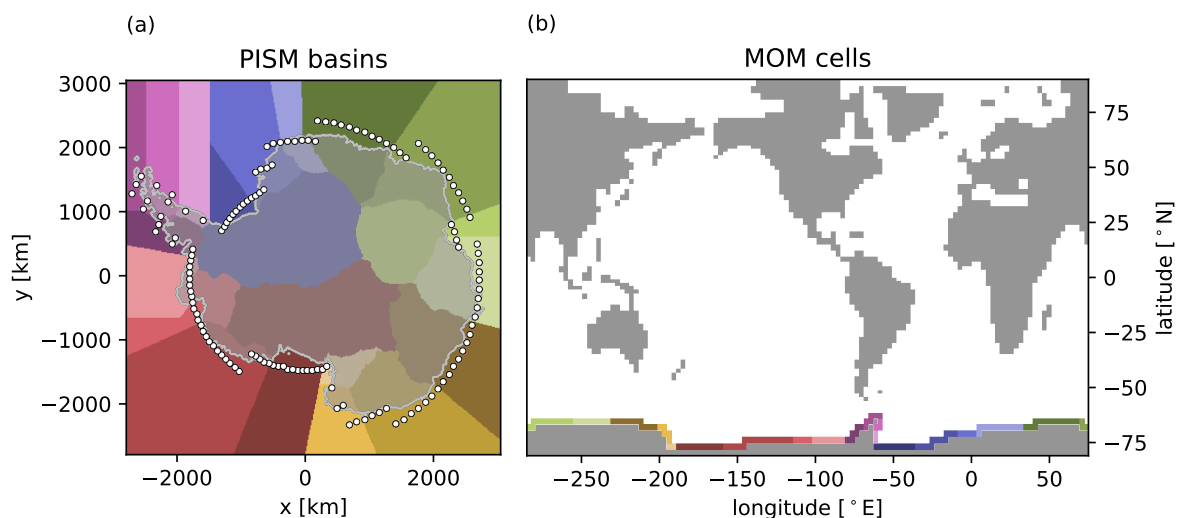 (a)
PISM basins
3000
2000
1000
0
−1000
−2000
y [km]
−2000
0
2000
x [km]
(b)
MOM cells
75
50
25
0
−25
−50
−75
latitude [°N]
−250
−200
−150
−100
−50
0
50
longitude [°E]